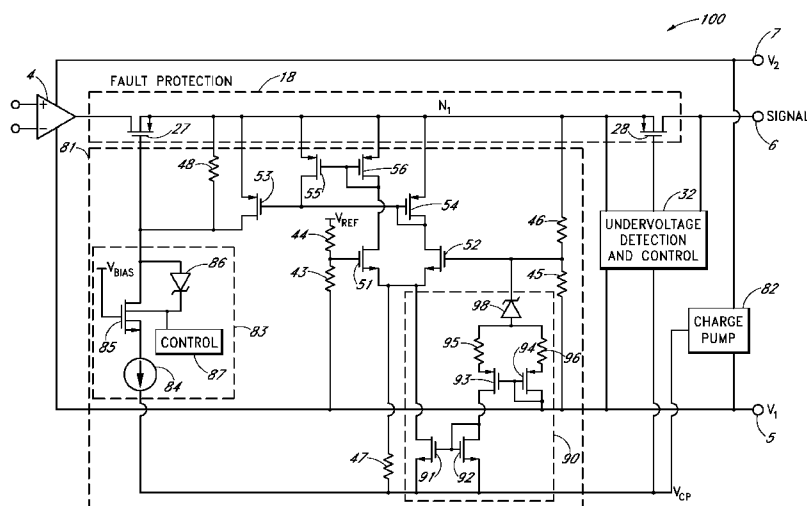 100
4
7
V2
FAULT PROTECTION
18
N1
+
−
27
28
SIGNAL
6
81
48
53
55
56
54
32
UNDERVOLTAGE
DETECTION
AND CONTROL
VREF
44
46
52
VBIAS
86
43
51
45
98
82
CHARGE
PUMP
85
CONTROL
83
87
95
94
96
93
84
V1
5
47
91
92
90
VCP